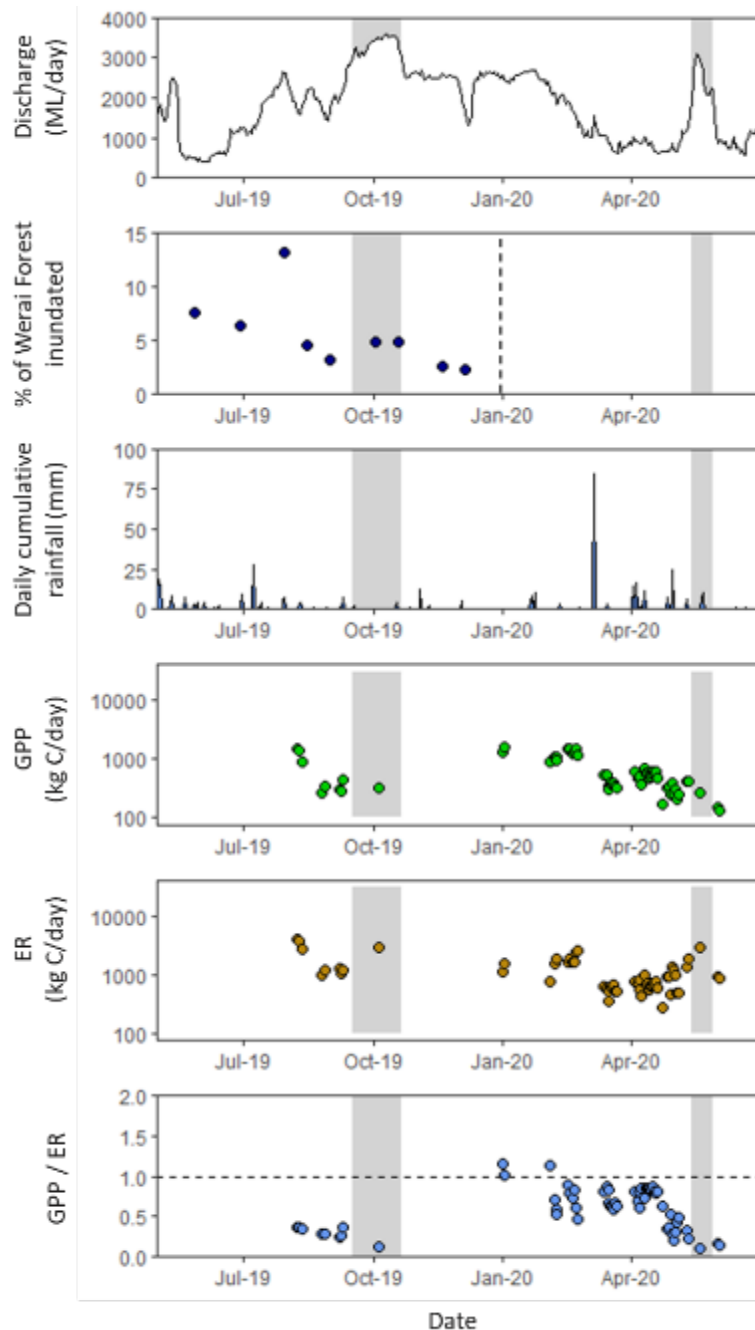 Discharge
(ML/day)
4000
3000
2000
1000
0
Jul-19 Oct-19 Jan-20 Apr-20
% of Werai Forest
inundated
15
10
5
0
Jul-19 Oct-19 Jan-20 Apr-20
Daily cumulative
rainfall (mm)
100
75
50
25
0
Jul-19 Oct-19 Jan-20 Apr-20
GPP
(kg C/day)
10000
1000
100
Jul-19 Oct-19 Jan-20 Apr-20
ER
(kg C/day)
10000
1000
100
Jul-19 Oct-19 Jan-20 Apr-20
GPP / ER
2.0
1.5
1.0
0.5
0.0
Jul-19 Oct-19 Jan-20 Apr-20
Date